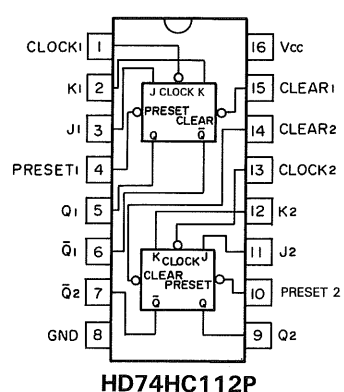 CLOCK1 1 16 Vcc
K1 2 15 CLEAR1
J CLOCK K
J1 3 PRESET CLEAR 14 CLEAR2
Q Q̅
PRESET1 4 13 CLOCK2
Q1 5 12 K2
Q̅1 6 11 J2
K CLOCK J
Q̅2 7 CLEAR PRESET 10 PRESET 2
Q̅ Q
GND 8 9 Q2
HD74HC112P